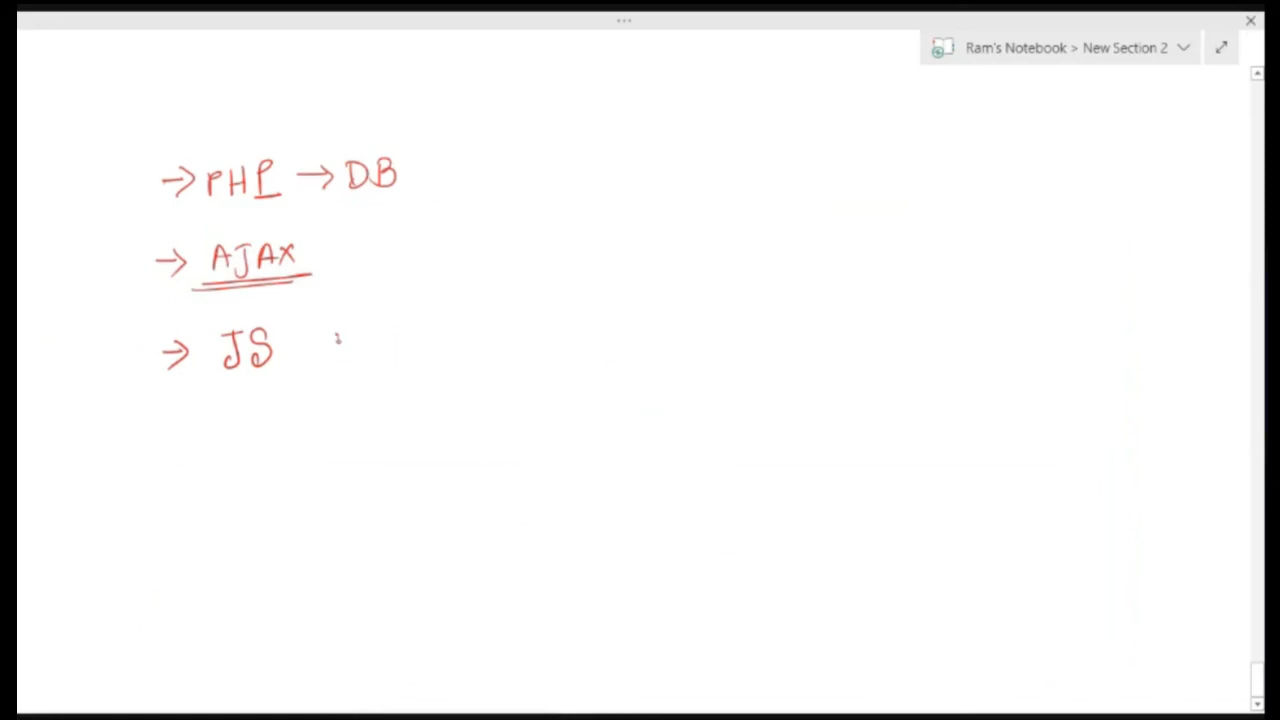 Ram's Notebook > New Section 2
→ PHP → DB
→ AJAX
→ JS